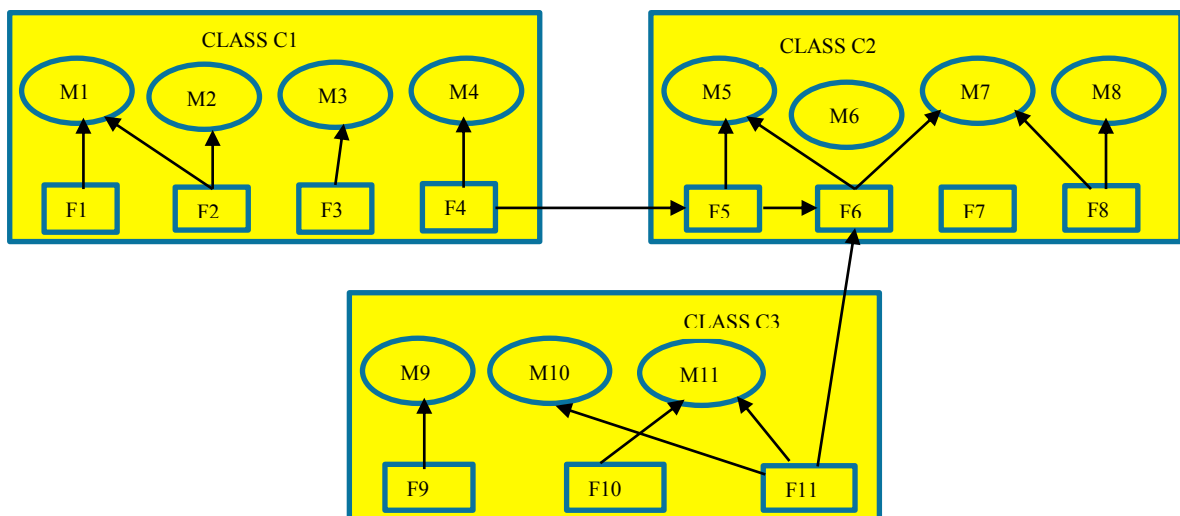 CLASS C1
M1 M2 M3 M4
F1 F2 F3 F4
CLASS C2
M5 M6 M7 M8
F5 F6 F7 F8
CLASS C3
M9 M10 M11
F9 F10 F11